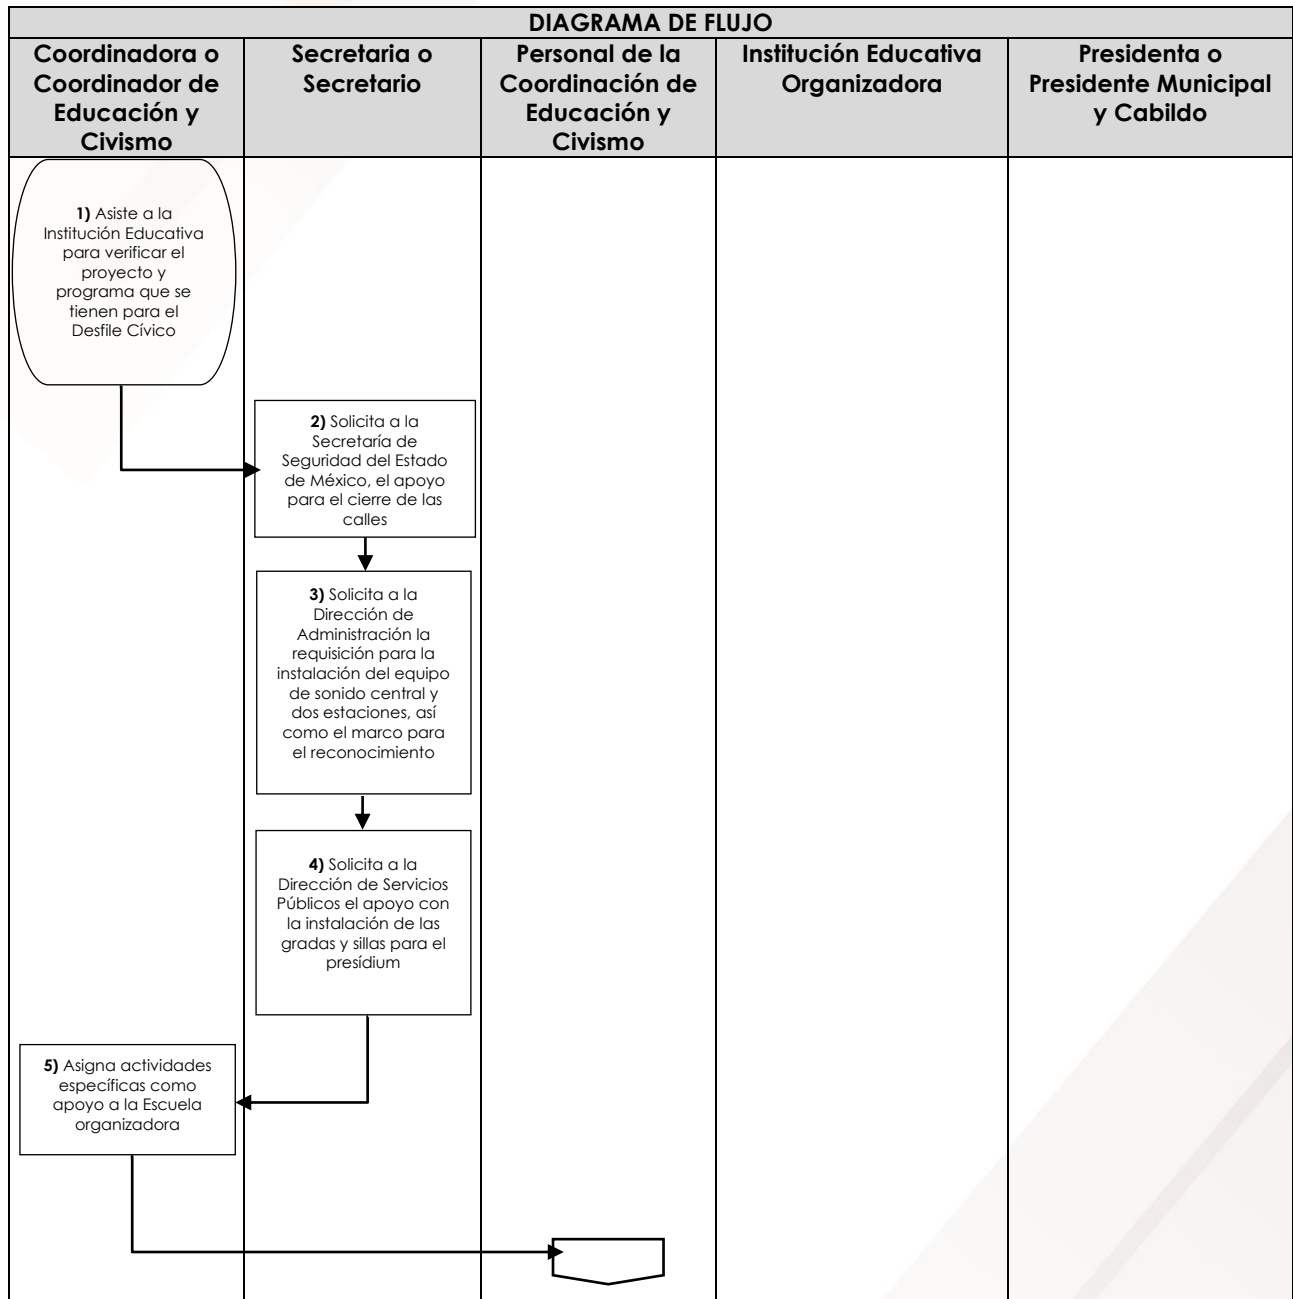 DIAGRAMA DE FLUJO
Coordinadora o
Coordinador de
Educación y
Civismo
Secretaria o
Secretario
Personal de la
Coordinación de
Educación y
Civismo
Institución Educativa
Organizadora
Presidenta o
Presidente Municipal
y Cabildo
1) Asiste a la
Institución Educativa
para verificar el
proyecto y
programa que se
tienen para el
Desfile Cívico
2) Solicita a la
Secretaría de
Seguridad del Estado
de México, el apoyo
para el cierre de las
calles
3) Solicita a la
Dirección de
Administración la
requisición para la
instalación del equipo
de sonido central y
dos estaciones, así
como el marco para
el reconocimiento
4) Solicita a la
Dirección de Servicios
Públicos el apoyo con
la instalación de las
gradas y sillas para el
presídium
5) Asigna actividades
específicas como
apoyo a la Escuela
organizadora